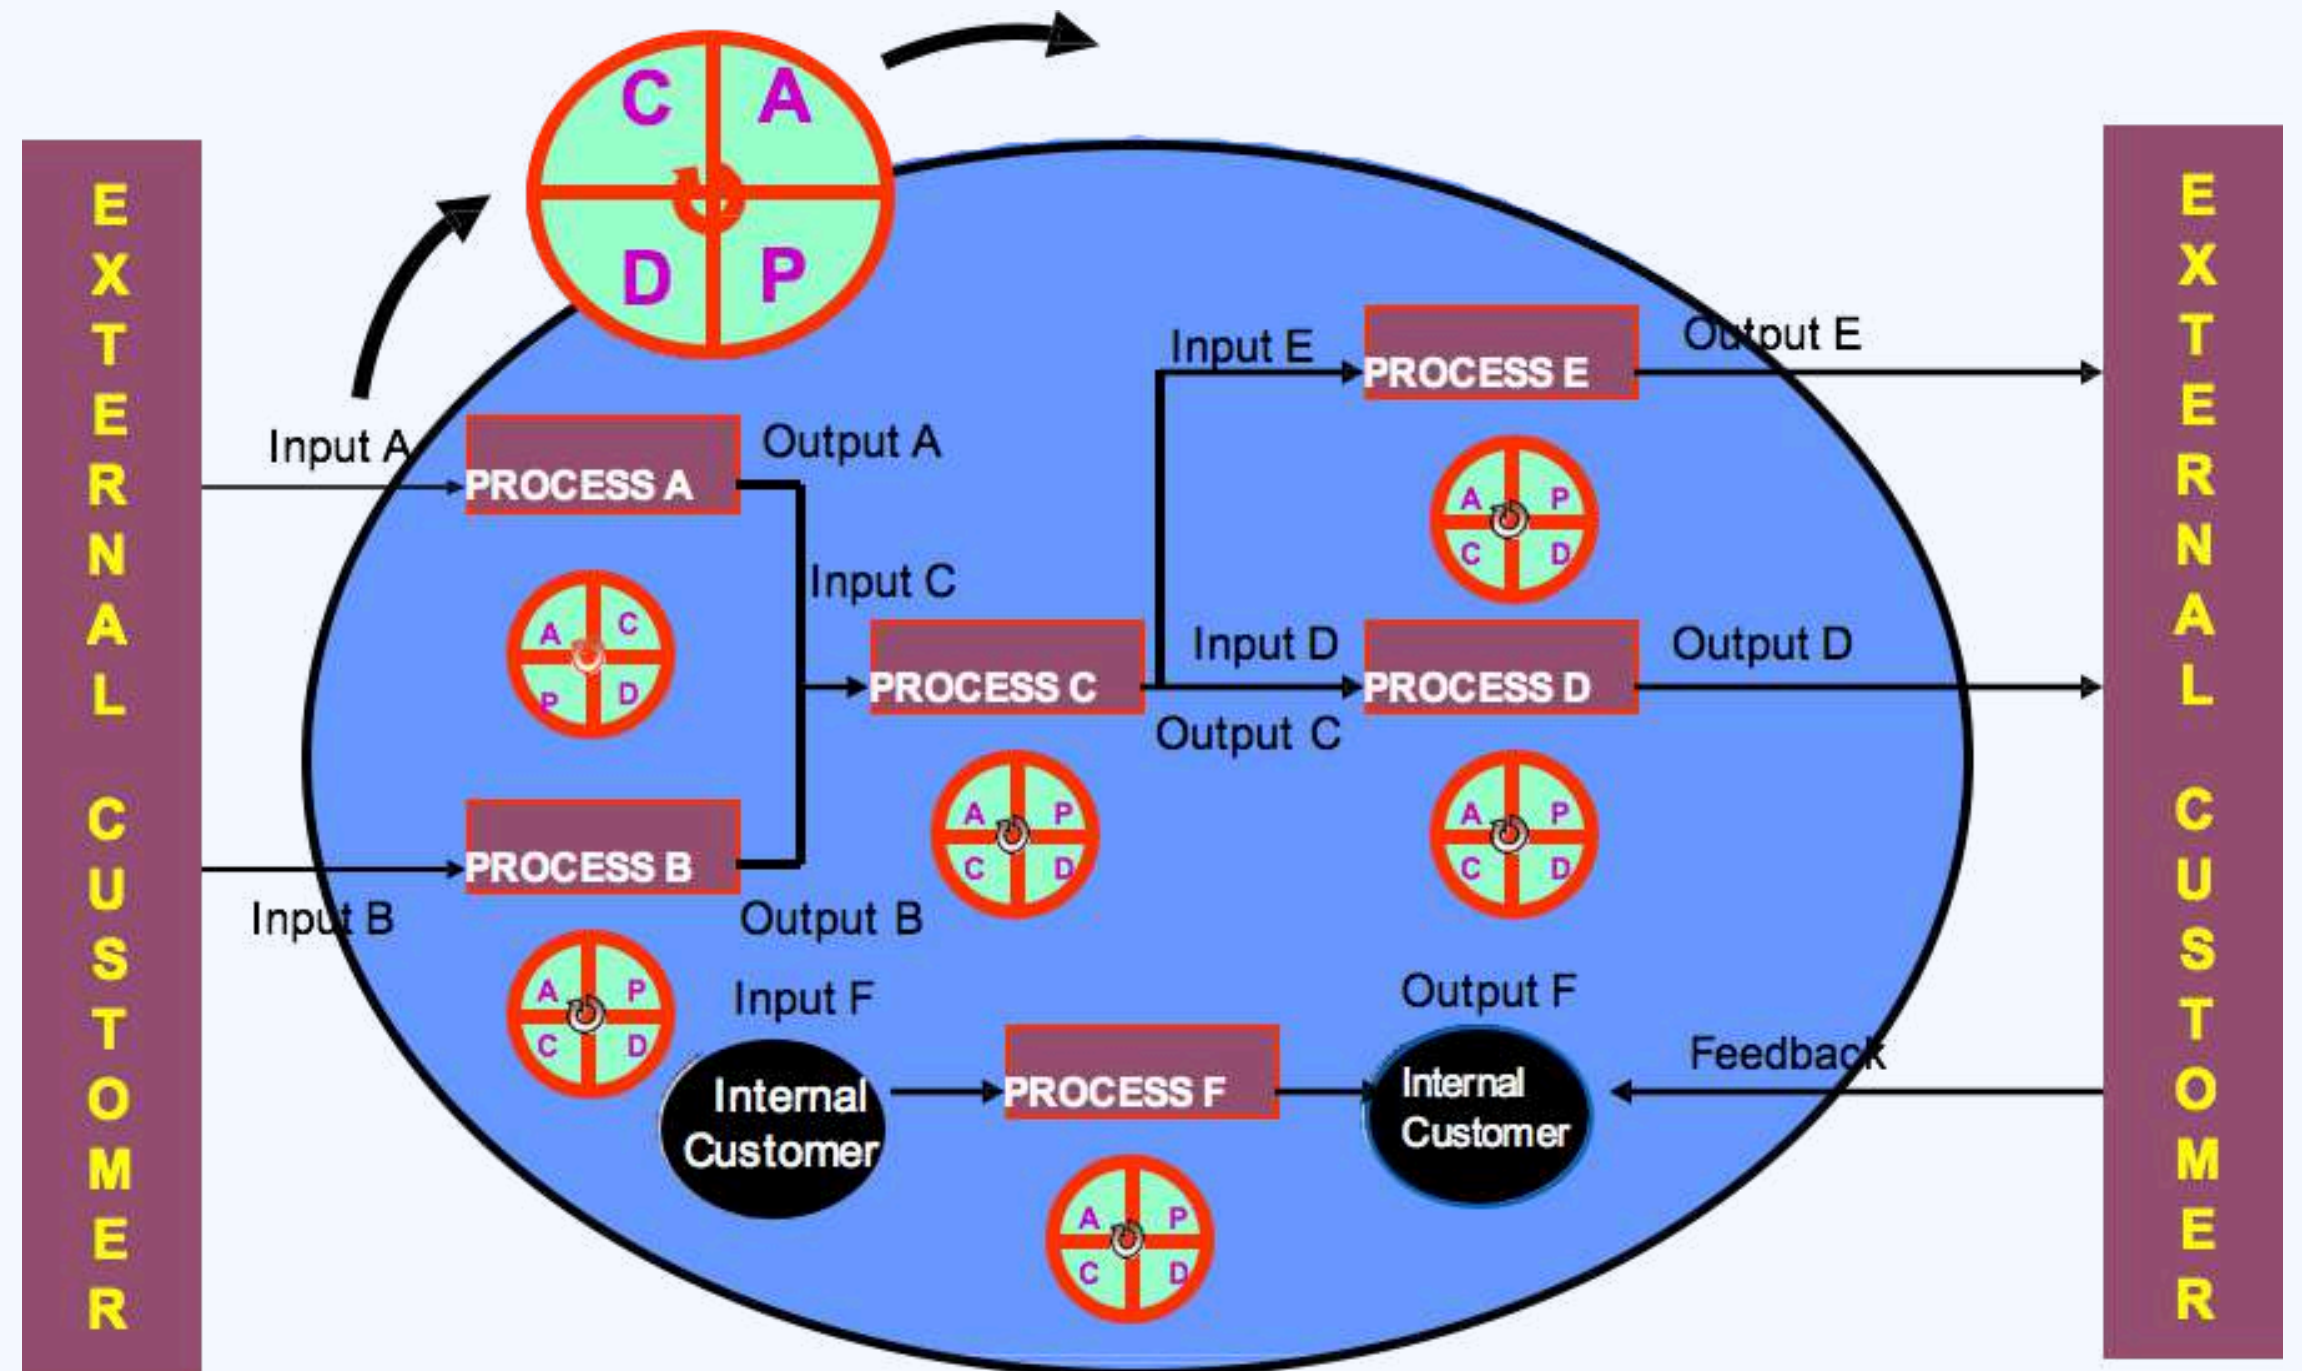 C A
D P
EXTERNAL CUSTOMER
EXTERNAL CUSTOMER
Input A
PROCESS A
Output A
A C
P D
Input B
PROCESS B
Output B
A P
C D
Input C
PROCESS C
Output C
A P
C D
Input E
PROCESS E
Output E
A P
C D
Input D
PROCESS D
Output D
A P
C D
Input F
Internal
Customer
PROCESS F
A P
C D
Output F
Internal
Customer
Feedback